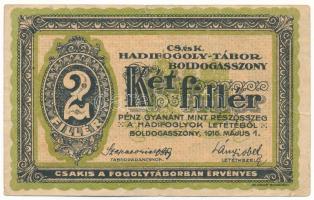 CS. és K.
HADIFOGOLY-TÁBOR
BOLDOGASSZONY
Két fillér
2
FILLÉR
PÉNZ GYANÁNT MINT RÉSZÖSSZEG
A HADIFOGLYOK LETÉTÉBŐL
BOLDOGASSZONY, 1916. MÁJUS 1.
TÁBORPARANCSNOK
LETÉTKEZELŐ
CSAKIS A FOGOLYTÁBORBAN ÉRVÉNYES